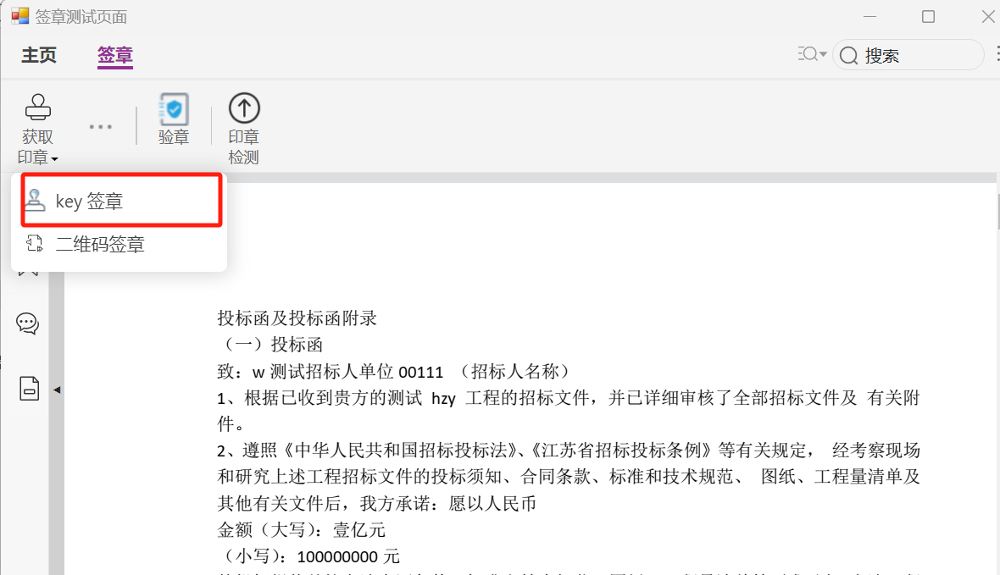 签章测试页面
主页 签章
搜索
获取
印章
验章
印章
检测
key 签章
二维码签章
投标函及投标函附录
（一）投标函
致：w 测试招标人单位 00111 （招标人名称）
1、根据已收到贵方的测试 hzy 工程的招标文件，并已详细审核了全部招标文件及 有关附
件。
2、遵照《中华人民共和国招标投标法》、《江苏省招标投标条例》等有关规定， 经考察现场
和研究上述工程招标文件的投标须知、合同条款、标准和技术规范、 图纸、工程量清单及
其他有关文件后，我方承诺：愿以人民币
金额（大写）：壹亿元
（小写）：100000000 元